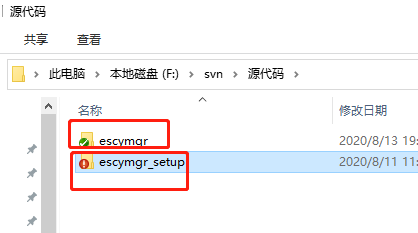 源代码
共享 查看
此电脑 › 本地磁盘 (F:) › svn › 源代码 ›
名称 修改日期
escymgr 2020/8/13 19:
escymgr_setup 2020/8/11 11: